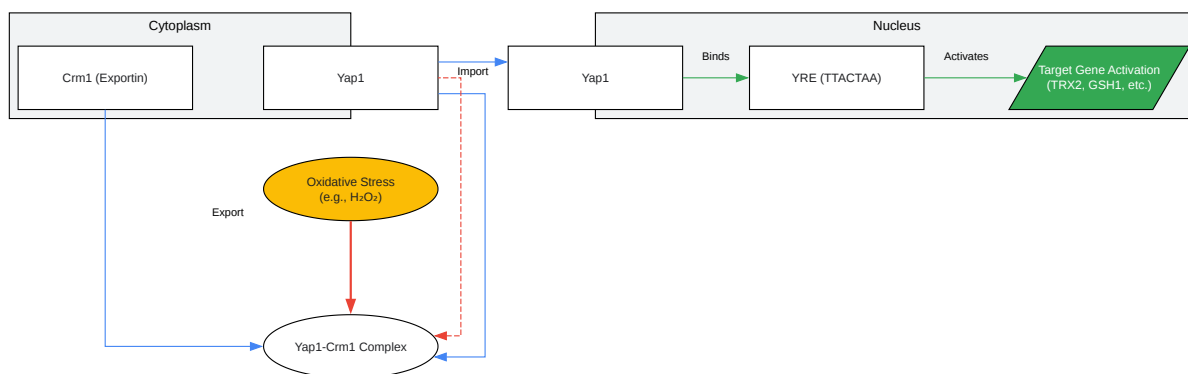 Cytoplasm
Nucleus
Crm1 (Exportin)
Yap1
Import
Yap1
Binds
YRE (TTACTAA)
Activates
Target Gene Activation
(TRX2, GSH1, etc.)
Oxidative Stress
(e.g., H₂O₂)
Export
Yap1-Crm1 Complex